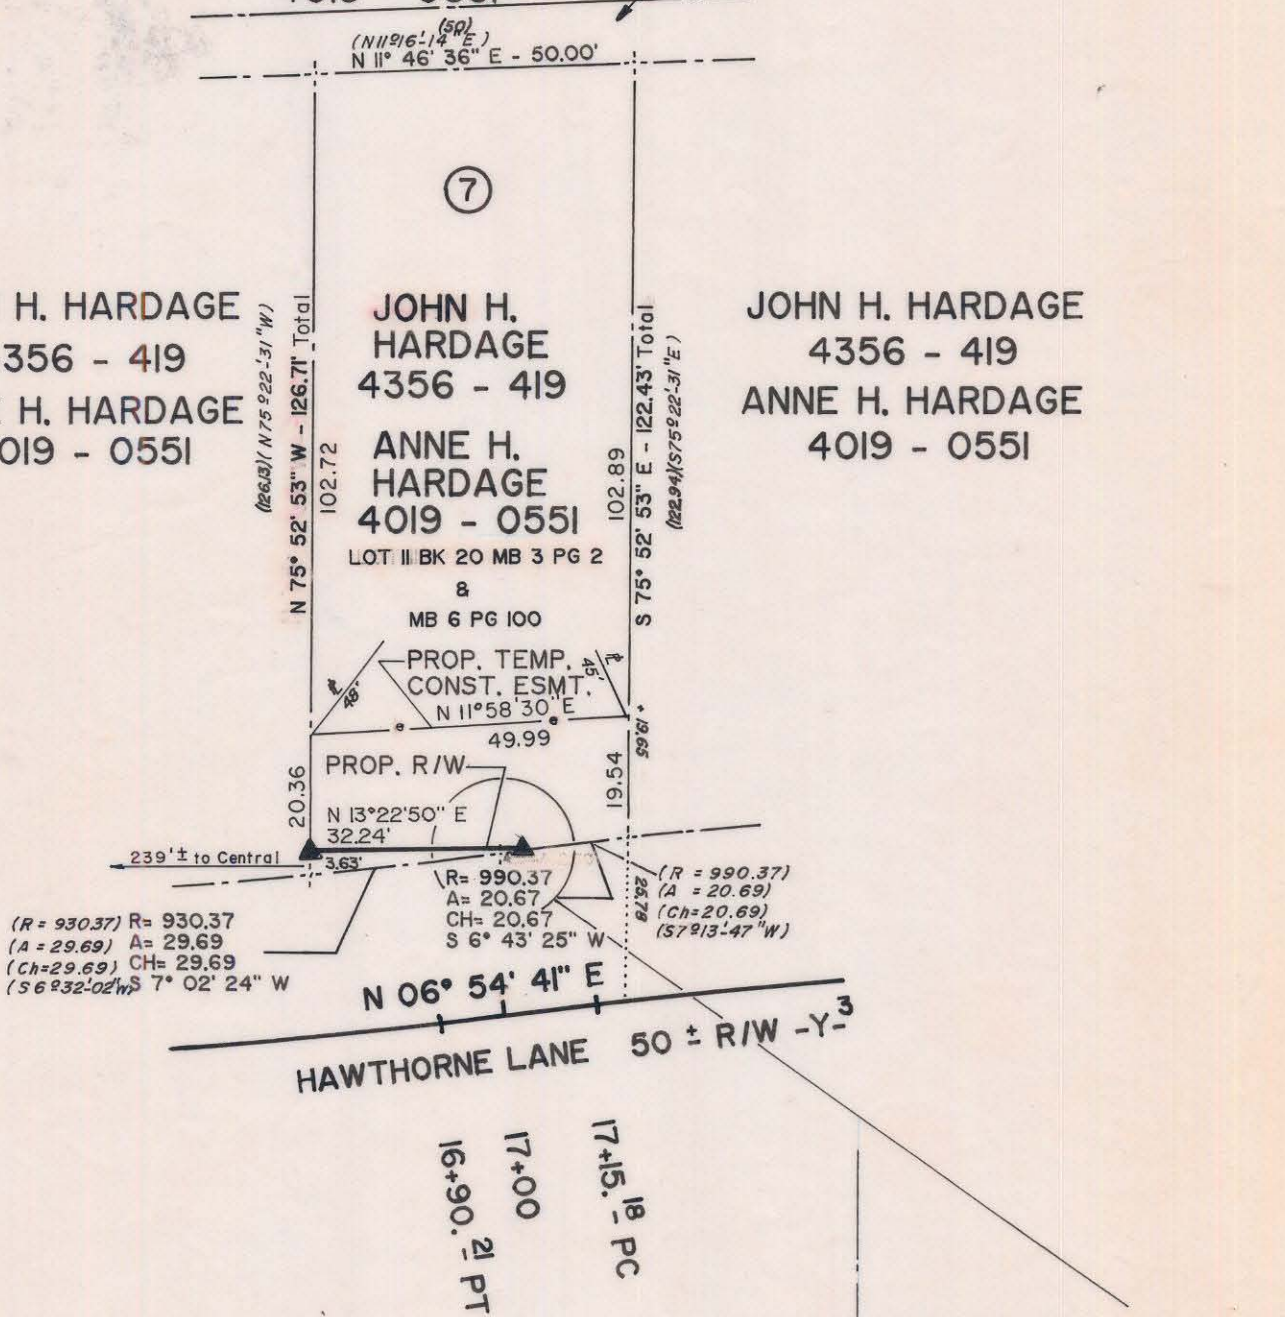 (50)
(N11°16'-14"E)
N 11° 46' 36" E - 50.00'
7
H. HARDAGE
356 - 419
H. HARDAGE
019 - 0551
(126.13)(N75°22'-31"W)
N 75° 52' 53" W - 126.71' Total
102.72
JOHN H.
HARDAGE
4356 - 419
ANNE H.
HARDAGE
4019 - 0551
LOT 11 BK 20 MB 3 PG 2
&
MB 6 PG 100
102.89
S 75° 52' 53" E - 122.43' Total
(122.94)(S75°22'-31"E)
JOHN H. HARDAGE
4356 - 419
ANNE H. HARDAGE
4019 - 0551
PROP. TEMP.
CONST. ESMT.
48'
45'
N 11°58'30" E
e e
49.99
+ 19.65
20.36
PROP. R/W
19.54
N 13°22'50" E
32.24'
239'± to Central
3.63'
(R = 930.37) R= 930.37
(A = 29.69) A= 29.69
(Ch=29.69) CH= 29.69
(S6°32'-02"W) S 7° 02' 24" W
R= 990.37
A= 20.67
CH= 20.67
S 6° 43' 25" W
25.78
(R = 990.37)
(A = 20.69)
(Ch=20.69)
(S7°13'-47"W)
N 06° 54' 41" E
HAWTHORNE LANE 50 ± R/W -Y-3
16+90.21 PT
17+00
17+15.18 - PC